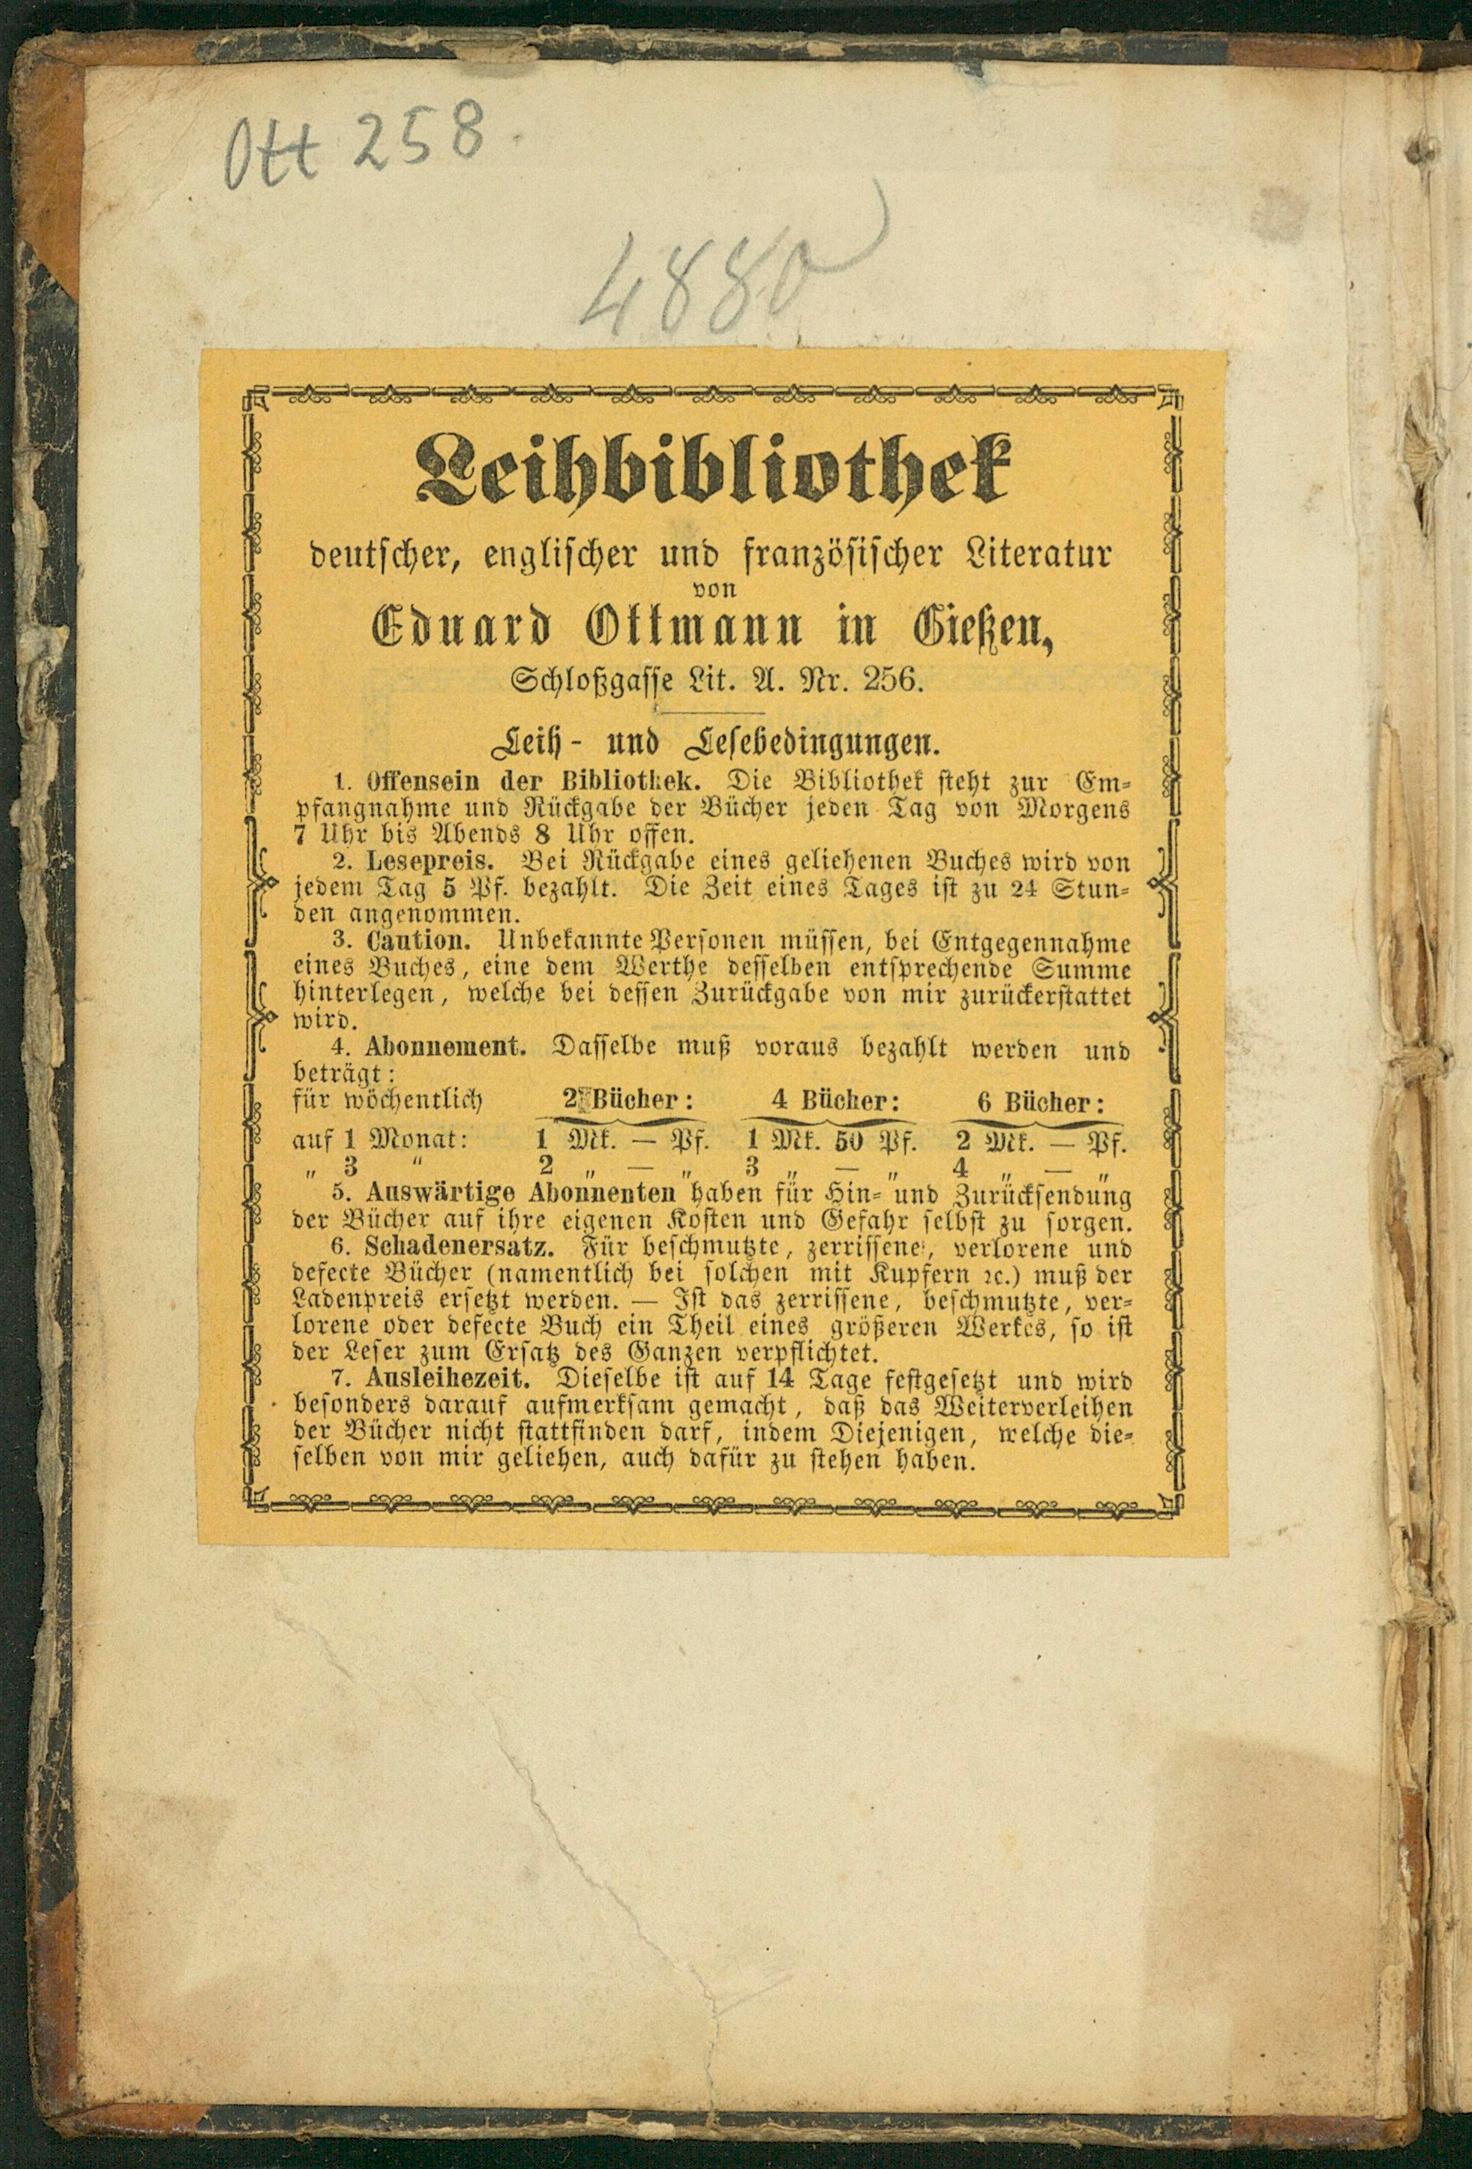 Ott 258
4880
Leihbibliothek
deutscher, englischer und französischer Literatur
von
Eduard Ottmann in Gießen,
Schloßgasse Lit. A. Nr. 256.
Leih- und Lesebedingungen.
1. Offensein der Bibliothek. Die Bibliothek steht zur Em-
pfangnahme und Rückgabe der Bücher jeden Tag von Morgens
7 Uhr bis Abends 8 Uhr offen.
2. Lesepreis. Bei Rückgabe eines geliehenen Buches wird von
jedem Tag 5 Pf. bezahlt. Die Zeit eines Tages ist zu 24 Stun-
den angenommen.
3. Caution. Unbekannte Personen müssen, bei Entgegennahme
eines Buches, eine dem Werthe desselben entsprechende Summe
hinterlegen, welche bei dessen Zurückgabe von mir zurückerstattet
wird.
4. Abonnement. Dasselbe muß voraus bezahlt werden und
beträgt:
für wöchentlich 2 Bücher: 4 Bücher: 6 Bücher:
auf 1 Monat: 1 Mk. — Pf. 1 Mk. 50 Pf. 2 Mk. — Pf.
„ 3 „ 2 „ — „ 3 „ — „ 4 „ — „
5. Auswärtige Abonnenten haben für Hin- und Zurücksendung
der Bücher auf ihre eigenen Kosten und Gefahr selbst zu sorgen.
6. Schadenersatz. Für beschmutzte, zerrissene, verlorene und
defecte Bücher (namentlich bei solchen mit Kupfern ꝛc.) muß der
Ladenpreis ersetzt werden. — Ist das zerrissene, beschmutzte, ver-
lorene oder defecte Buch ein Theil eines größeren Werkes, so ist
der Leser zum Ersatz des Ganzen verpflichtet.
7. Ausleihezeit. Dieselbe ist auf 14 Tage festgesetzt und wird
besonders darauf aufmerksam gemacht, daß das Weiterverleihen
der Bücher nicht stattfinden darf, indem Diejenigen, welche die-
selben von mir geliehen, auch dafür zu stehen haben.